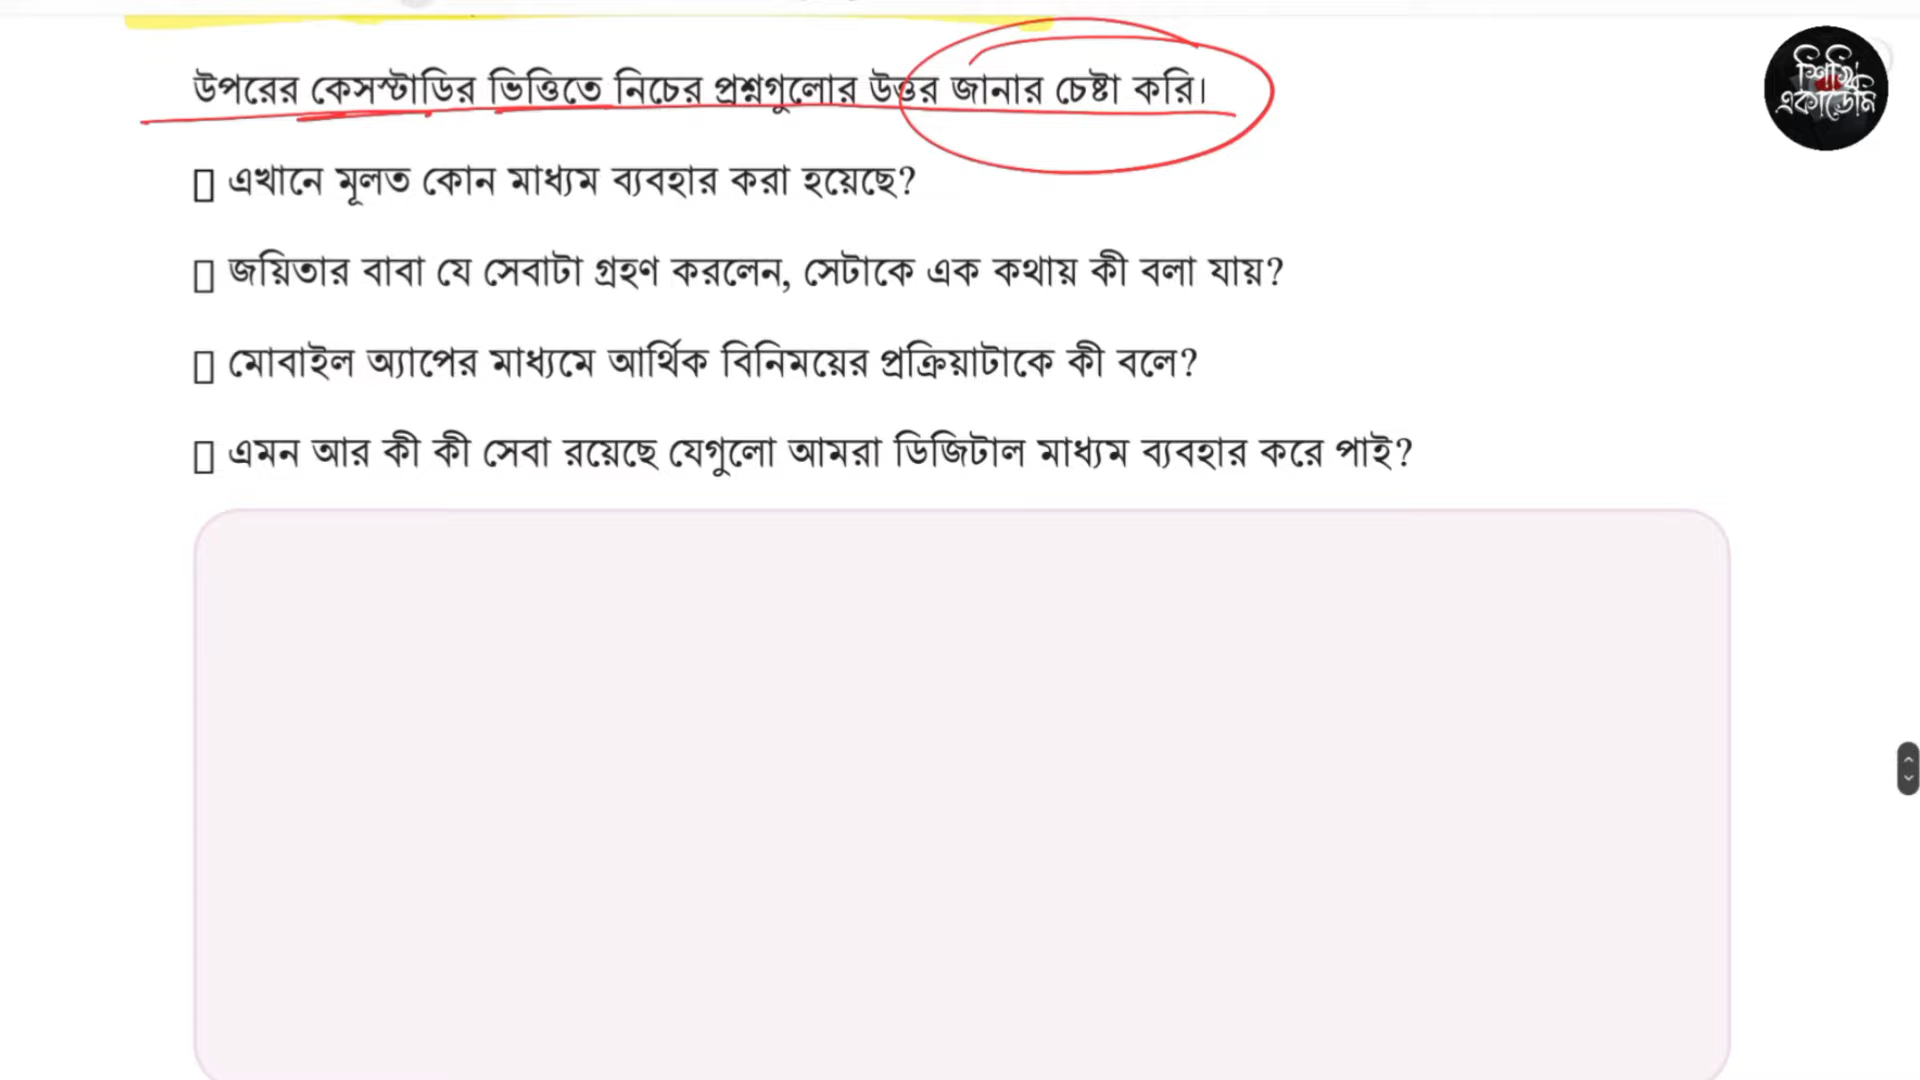 উপরের কেসস্টাডির ভিত্তিতে নিচের প্রশ্নগুলোর উত্তর জানার চেষ্টা করি।
শিখি একাডেমি
এখানে মূলত কোন মাধ্যম ব্যবহার করা হয়েছে?
জয়িতার বাবা যে সেবাটা গ্রহণ করলেন, সেটাকে এক কথায় কী বলা যায়?
মোবাইল অ্যাপের মাধ্যমে আর্থিক বিনিময়ের প্রক্রিয়াটাকে কী বলে?
এমন আর কী কী সেবা রয়েছে যেগুলো আমরা ডিজিটাল মাধ্যম ব্যবহার করে পাই?